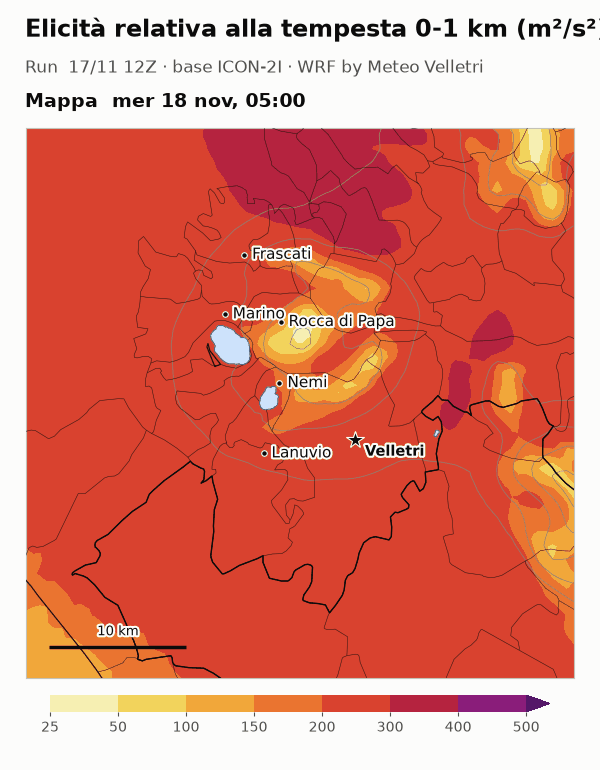 Elicità relativa alla tempesta 0-1 km (m²/s²)
Run  17/11 12Z · base ICON-2I · WRF by Meteo Velletri
Mappa  mer 18 nov, 05:00
Frascati
Marino
Rocca di Papa
Nemi
Lanuvio
Velletri
10 km
25 50 100 150 200 300 400 500